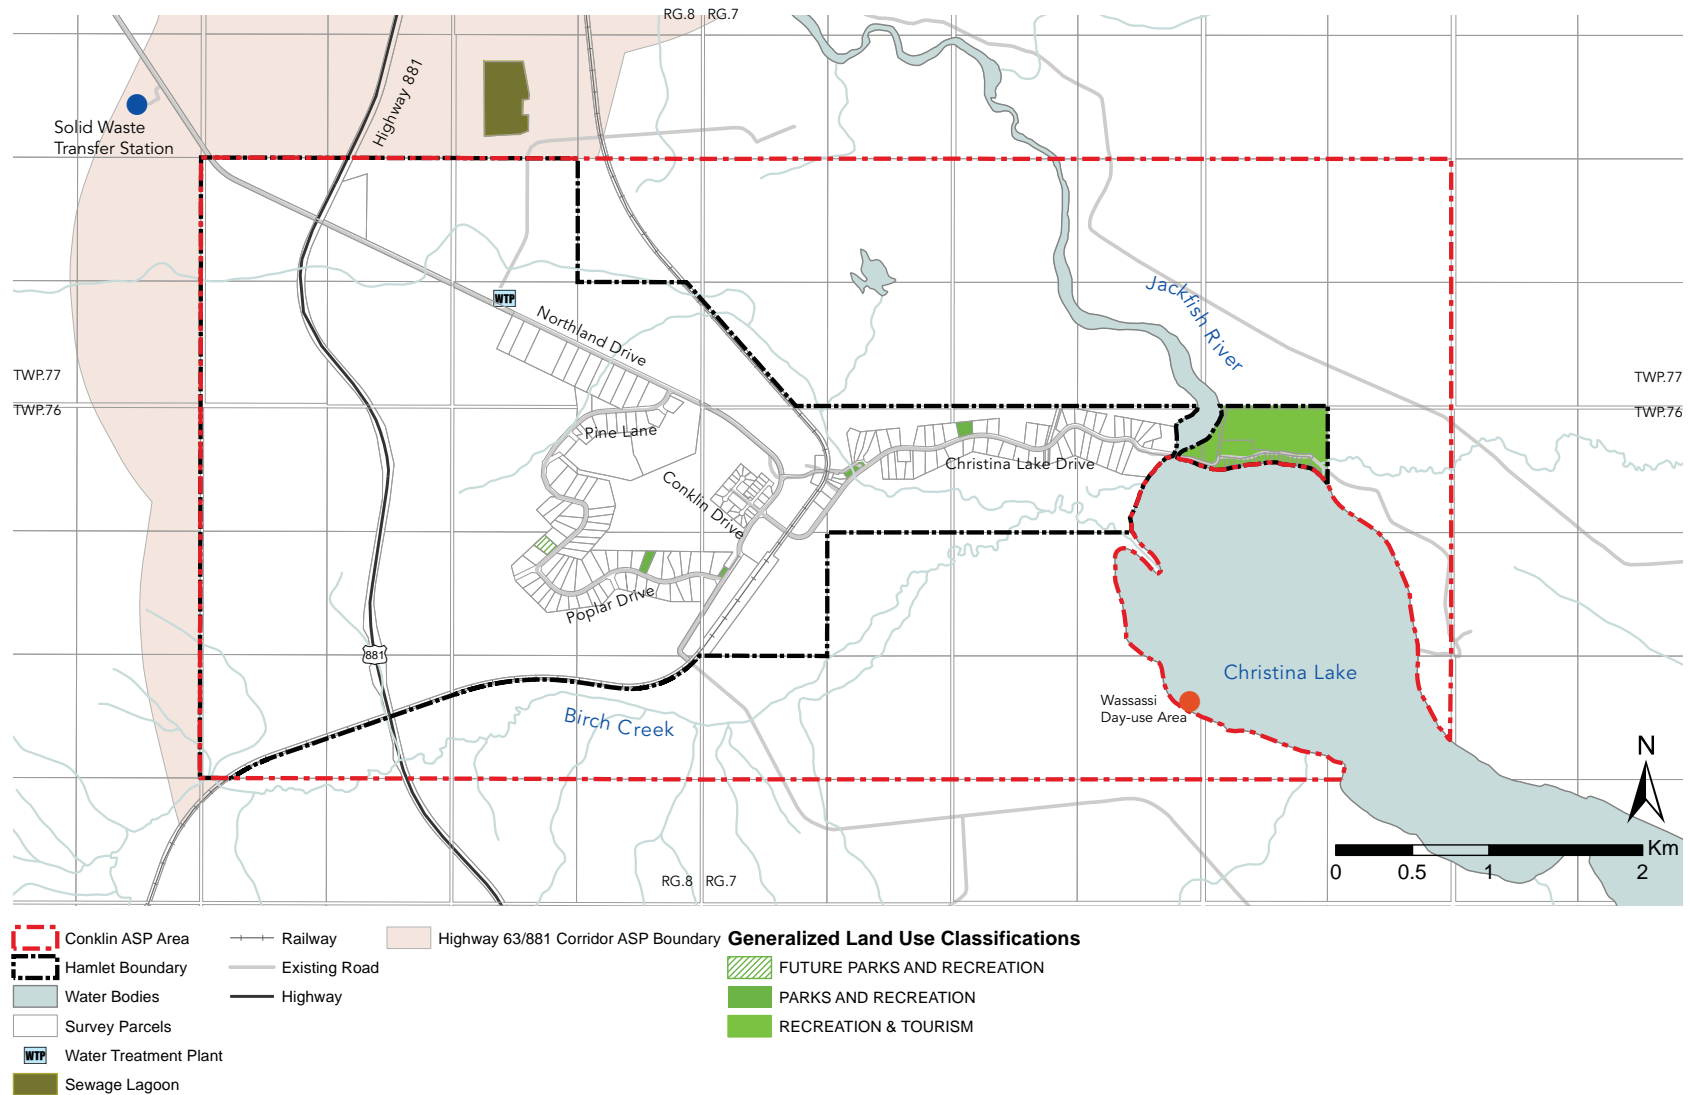 RG.8 RG.7
Highway 881
Solid Waste
Transfer Station
WTP
Northland Drive
Jackfish River
TWP.77
TWP.76
TWP.77
TWP.76
Pine Lane
Christina Lake Drive
Conklin Drive
Poplar Drive
881
Christina Lake
Wassassi
Day-use Area
Birch Creek
N
Km
0 0.5 1 2
RG.8 RG.7
Conklin ASP Area
Hamlet Boundary
Water Bodies
Survey Parcels
WTP Water Treatment Plant
Sewage Lagoon
Railway
Existing Road
Highway
Highway 63/881 Corridor ASP Boundary
Generalized Land Use Classifications
FUTURE PARKS AND RECREATION
PARKS AND RECREATION
RECREATION & TOURISM